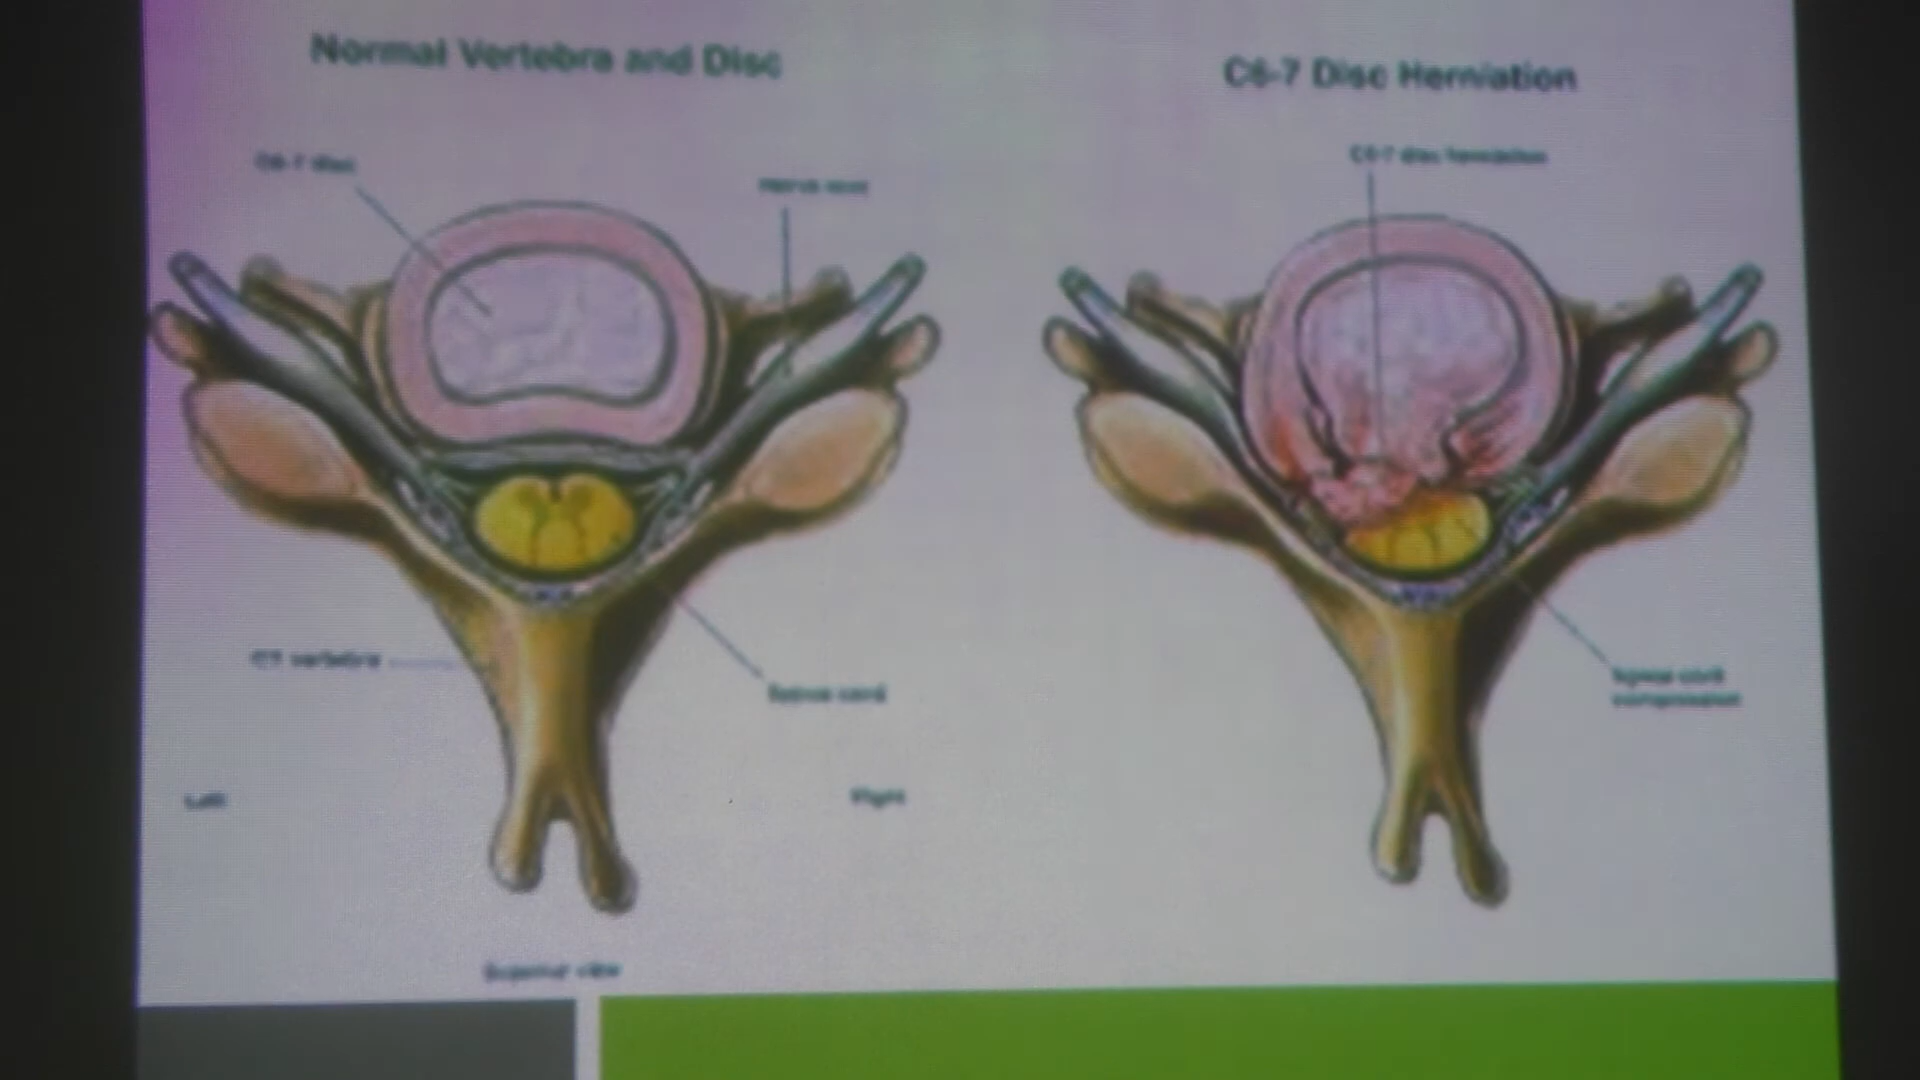 Normal Vertebra and Disc
C6-7 Disc Herniation
C6-7 disc
Nerve root
C6-7 disc herniation
C7 vertebra
Spinal cord
Spinal cord
compression
Left
Right
Superior view